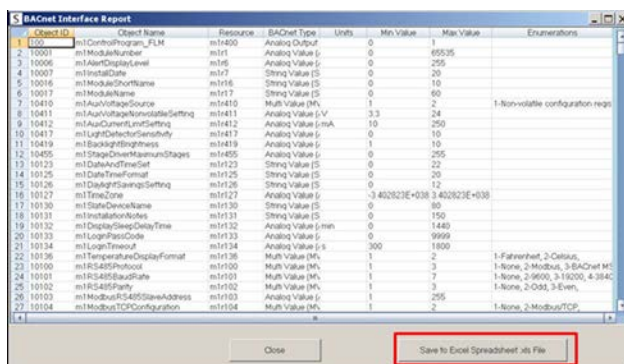 S BACnet Interface Report
Object ID Object Name Resource BACnet Type Units Min Value Max Value Enumerations
1 100 m1ControlProgram_FLM m1r400 Analog Output 0 1
2 10001 m1ModuleNumber m1r1 Analog Value (- 0 65535
3 10006 m1AlertDisplayLevel m1r6 Analog Value (- 0 255
4 10007 m1InstallDate m1r7 String Value (S 0 20
5 10016 m1ModuleShortName m1r16 String Value (S 0 10
6 10017 m1ModuleName m1r17 String Value (S 0 60
7 10410 m1AuxVoltageSource m1r410 Multi Value (M\ 1 2 1-Non-volatile configuration regis
8 10411 m1AuxVoltageNonvolatileSetting m1r411 Analog Value (- V 3.3 24
9 10412 m1AuxCurrentLimitSetting m1r412 Analog Value (- mA 10 250
10 10417 m1LightDetectorSensitivity m1r417 Analog Value (- 0 10
11 10419 m1BacklightBrightness m1r419 Analog Value (- 1 10
12 10455 m1StageDriverMaximumStages m1r455 Analog Value (- 0 255
13 10123 m1DateAndTimeSet m1r123 String Value (S 0 22
14 10125 m1DateTimeFormat m1r125 String Value (S 0 20
15 10126 m1DaylightSavingsSetting m1r126 String Value (S 0 12
16 10127 m1TimeZone m1r127 Analog Value (- -3.402823E+038 3.402823E+038
17 10130 m1SlateDeviceName m1r130 String Value (S 0 80
18 10131 m1InstallationNotes m1r131 String Value (S 0 150
19 10132 m1DisplaySleepDelayTime m1r132 Analog Value (- min 0 1440
20 10133 m1LoginPassCode m1r133 Analog Value (- 0 9999
21 10134 m1LoginTimeout m1r134 Analog Value (- s 300 1800
22 10136 m1TemperatureDisplayFormat m1r136 Multi Value (M\ 1 2 1-Fahrenheit, 2-Celsius,
23 10100 m1RS485Protocol m1r100 Multi Value (M\ 1 3 1-None, 2-Modbus, 3-BACnet MS
24 10101 m1RS485BaudRate m1r101 Multi Value (M\ 1 7 1-None, 2-9600, 3-19200, 4-3840
25 10102 m1RS485Parity m1r102 Multi Value (M\ 1 3 1-None, 2-Odd, 3-Even,
26 10103 m1ModbusRS485SlaveAddress m1r103 Analog Value (- 1 255
27 10104 m1ModbusTCPConfiguration m1r104 Multi Value (M\ 1 2 1-None, 2-Modbus/TCP,
Close Save to Excel Spreadsheet .xls File